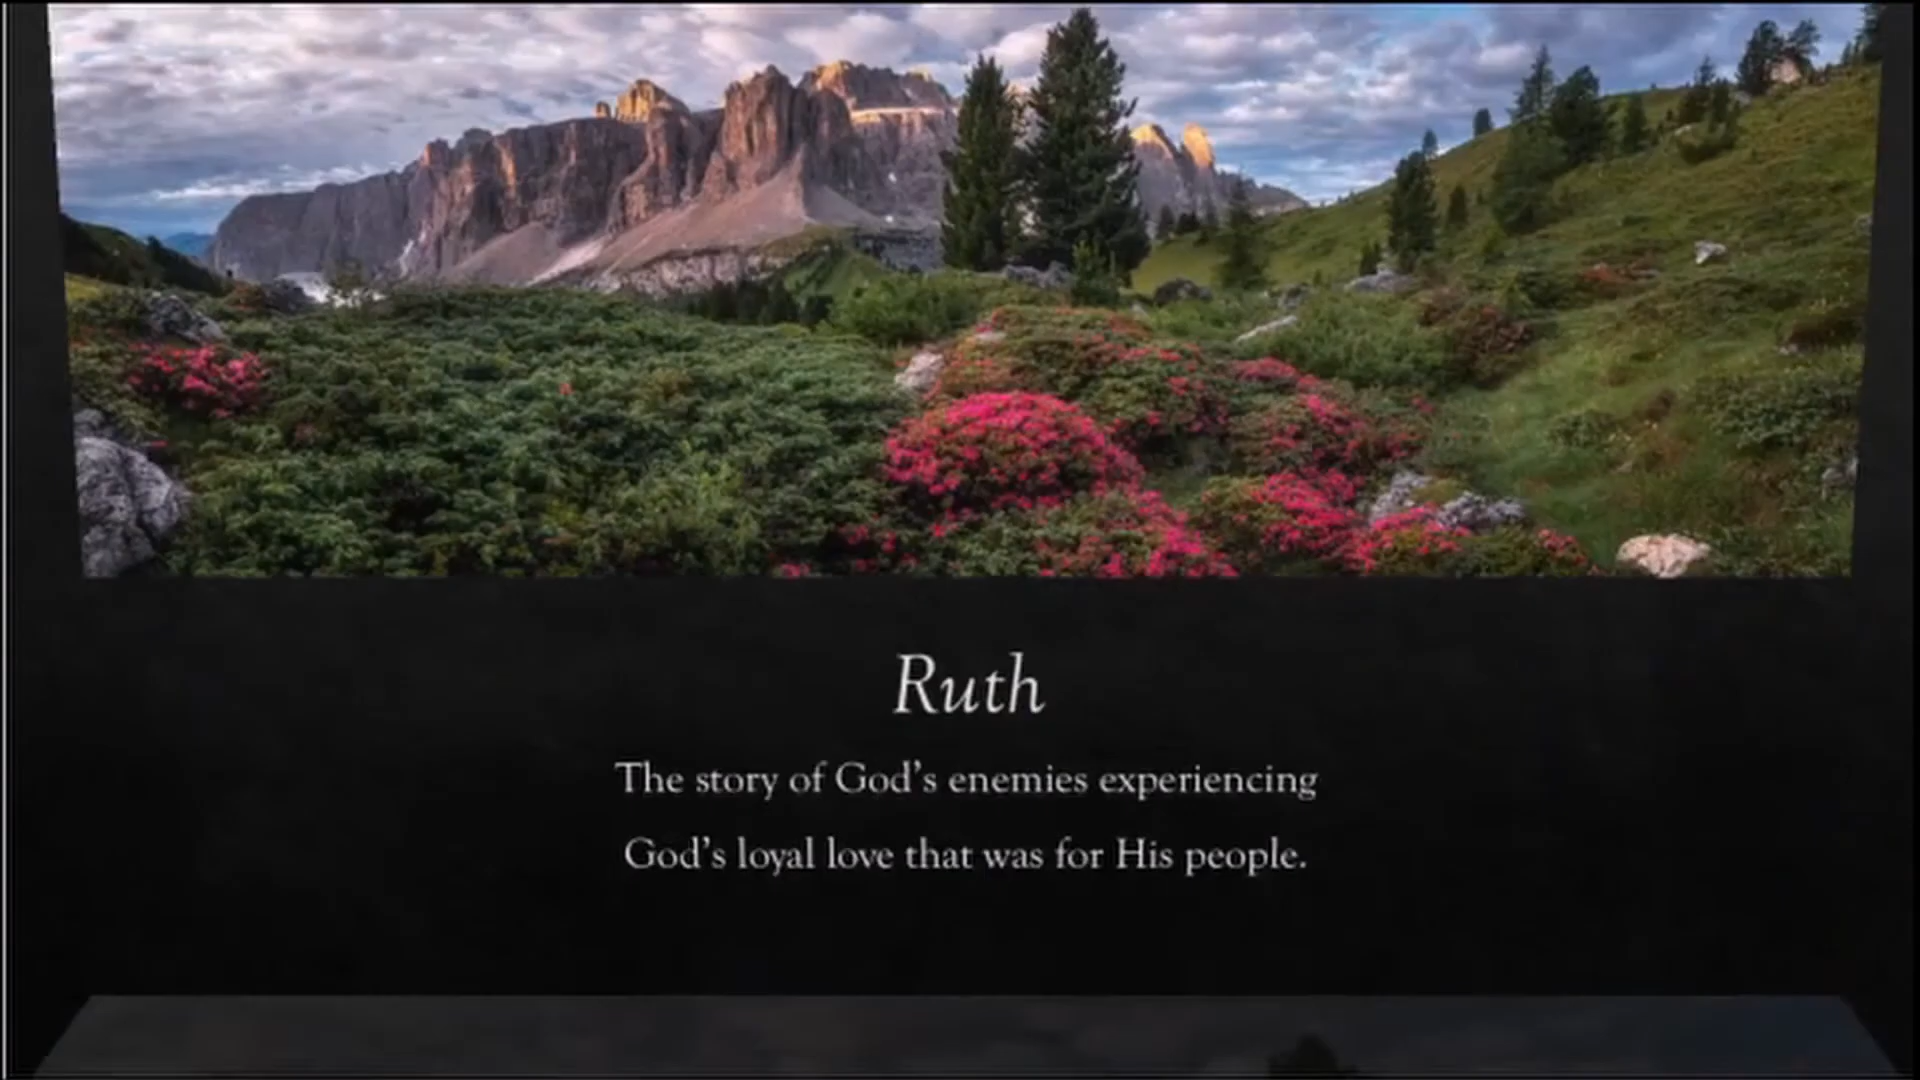 Ruth
The story of God’s enemies experiencing
God’s loyal love that was for His people.